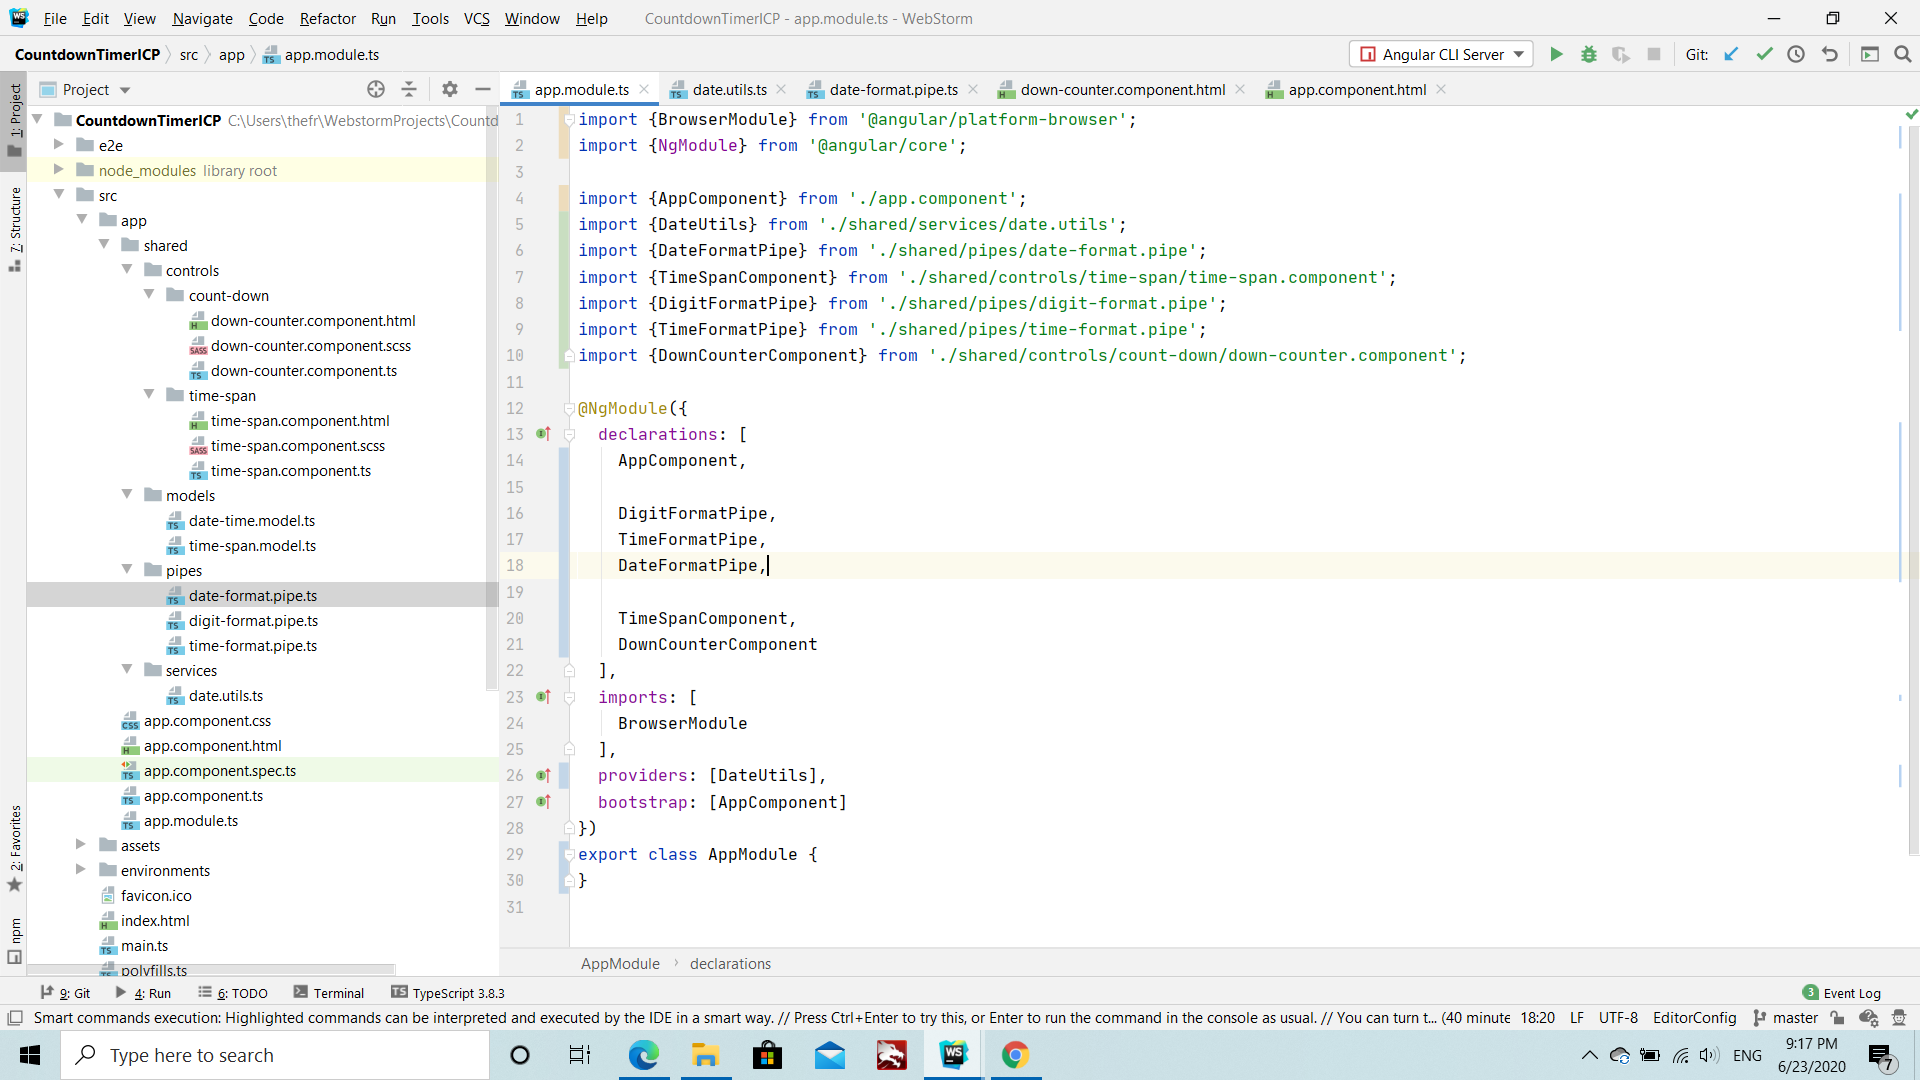 File Edit View Navigate Code Refactor Run Tools VCS Window Help CountdownTimerICP - app.module.ts - WebStorm
CountdownTimerICP src app app.module.ts Angular CLI Server Git:
Project app.module.ts date.utils.ts date-format.pipe.ts down-counter.component.html app.component.html
1: Project
7: Structure
2: Favorites
npm
CountdownTimerICP C:\Users\thefr\WebstormProjects\Countd
e2e
node_modules library root
src
app
shared
controls
count-down
down-counter.component.html
down-counter.component.scss
down-counter.component.ts
time-span
time-span.component.html
time-span.component.scss
time-span.component.ts
models
date-time.model.ts
time-span.model.ts
pipes
date-format.pipe.ts
digit-format.pipe.ts
time-format.pipe.ts
services
date.utils.ts
app.component.css
app.component.html
app.component.spec.ts
app.component.ts
app.module.ts
assets
environments
favicon.ico
index.html
main.ts
polyfills.ts
1 import {BrowserModule} from '@angular/platform-browser';
2 import {NgModule} from '@angular/core';
3
4 import {AppComponent} from './app.component';
5 import {DateUtils} from './shared/services/date.utils';
6 import {DateFormatPipe} from './shared/pipes/date-format.pipe';
7 import {TimeSpanComponent} from './shared/controls/time-span/time-span.component';
8 import {DigitFormatPipe} from './shared/pipes/digit-format.pipe';
9 import {TimeFormatPipe} from './shared/pipes/time-format.pipe';
10 import {DownCounterComponent} from './shared/controls/count-down/down-counter.component';
11
12 @NgModule({
13 declarations: [
14 AppComponent,
15
16 DigitFormatPipe,
17 TimeFormatPipe,
18 DateFormatPipe,
19
20 TimeSpanComponent,
21 DownCounterComponent
22 ],
23 imports: [
24 BrowserModule
25 ],
26 providers: [DateUtils],
27 bootstrap: [AppComponent]
28 })
29 export class AppModule {
30 }
31
AppModule declarations
9: Git 4: Run 6: TODO Terminal TypeScript 3.8.3 3 Event Log
Smart commands execution: Highlighted commands can be interpreted and executed by the IDE in a smart way. // Press Ctrl+Enter to try this, or Enter to run the command in the console as usual. // You can turn t... (40 minute 18:20 LF UTF-8 EditorConfig master
Type here to search ENG 9:17 PM
6/23/2020 7